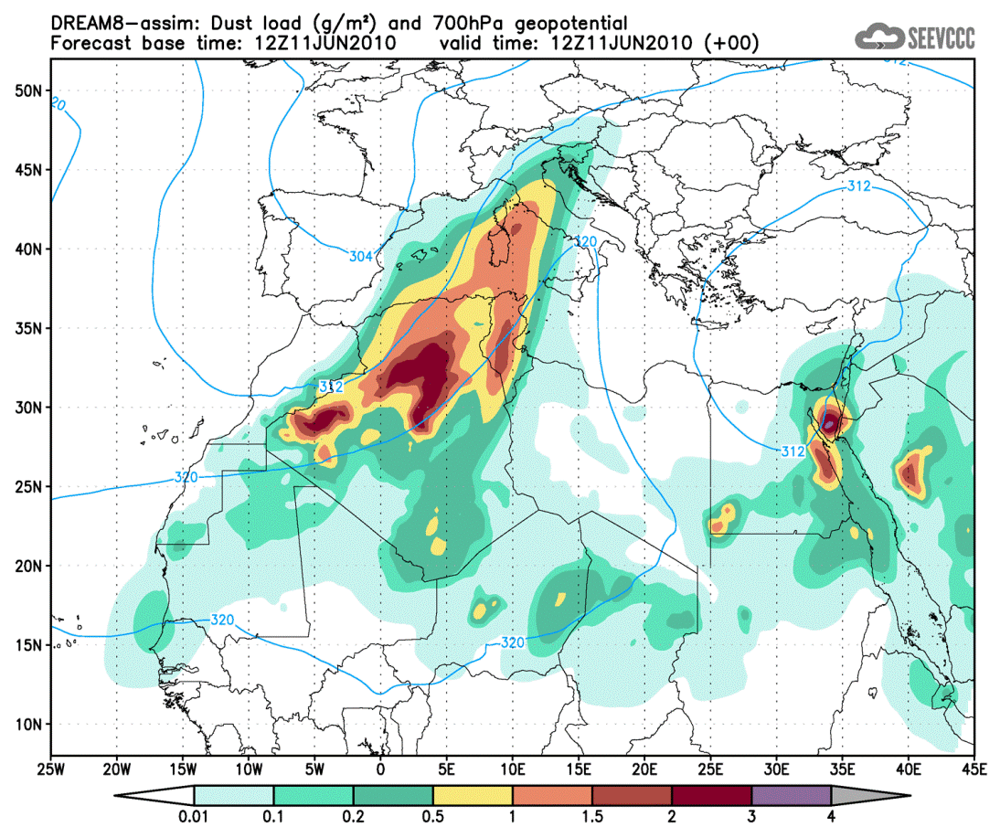 DREAM8-assim: Dust load (g/m²) and 700hPa geopotential
Forecast base time: 12Z11JUN2010 valid time: 12Z11JUN2010 (+00)
SEEVCCC
50N
45N
40N
35N
30N
25N
20N
15N
10N
20
312
312
304
320
312
312
320
320
320
25W 20W 15W 10W 5W 0 5E 10E 15E 20E 25E 30E 35E 40E 45E
0.01 0.1 0.2 0.5 1 1.5 2 3 4